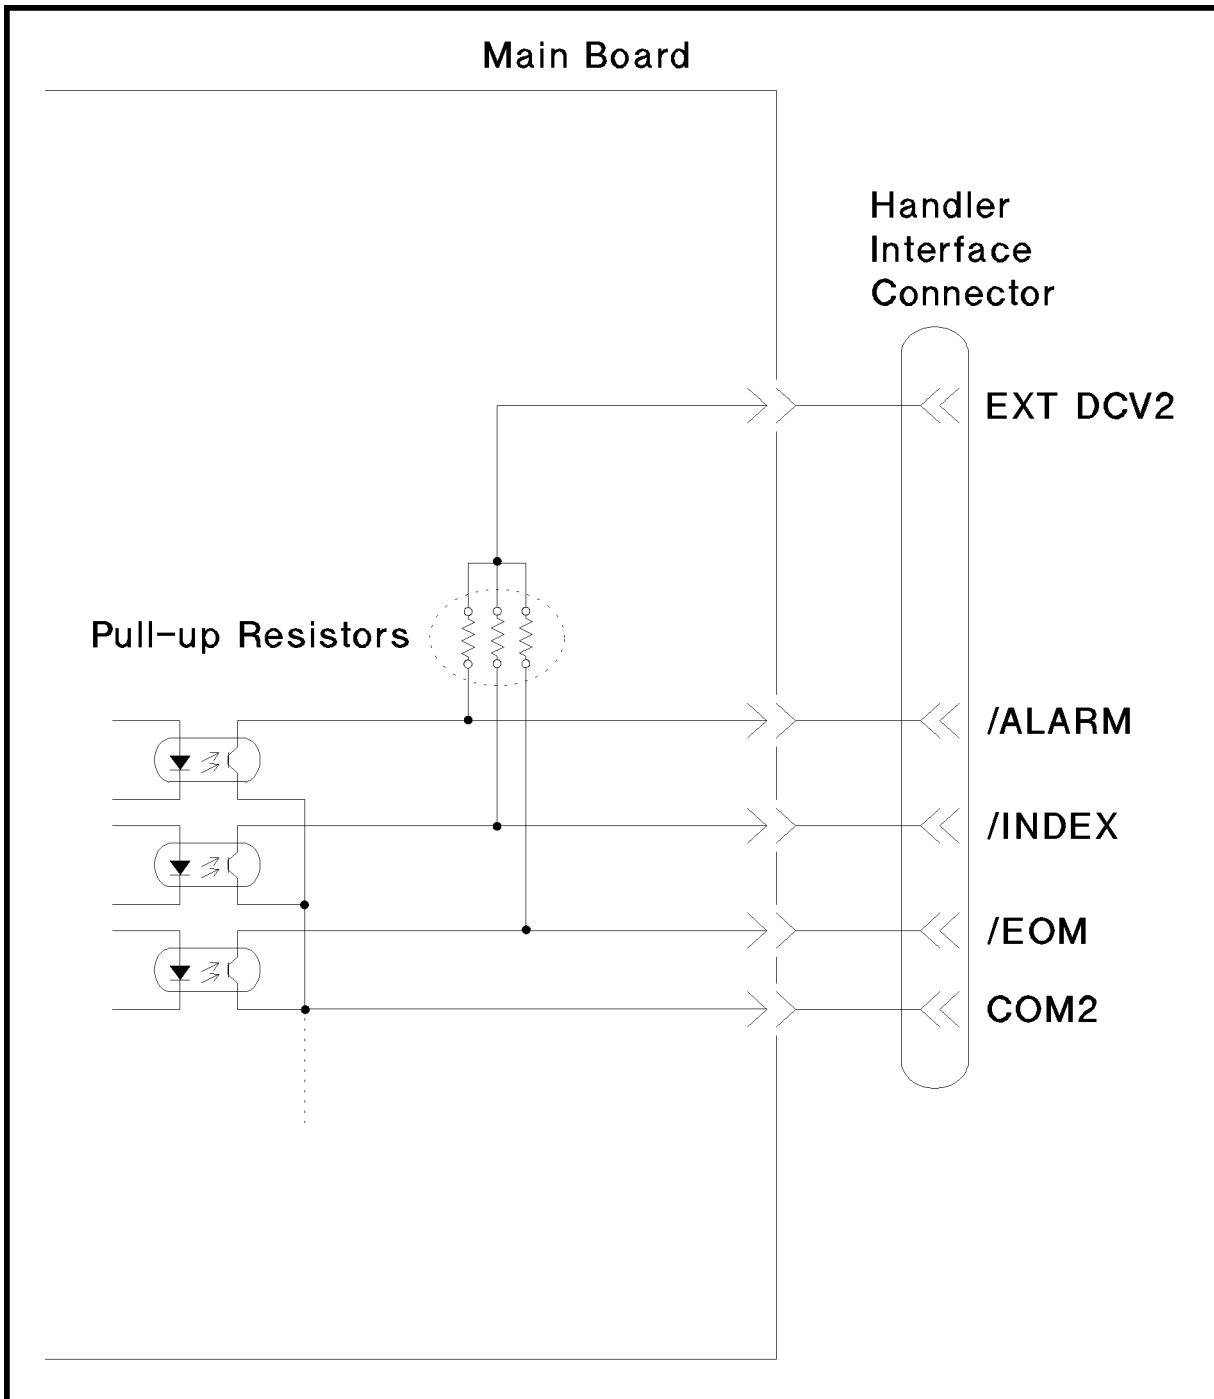 Main Board
Handler
Interface
Connector
EXT DCV2
Pull-up Resistors
/ALARM
/INDEX
/EOM
COM2